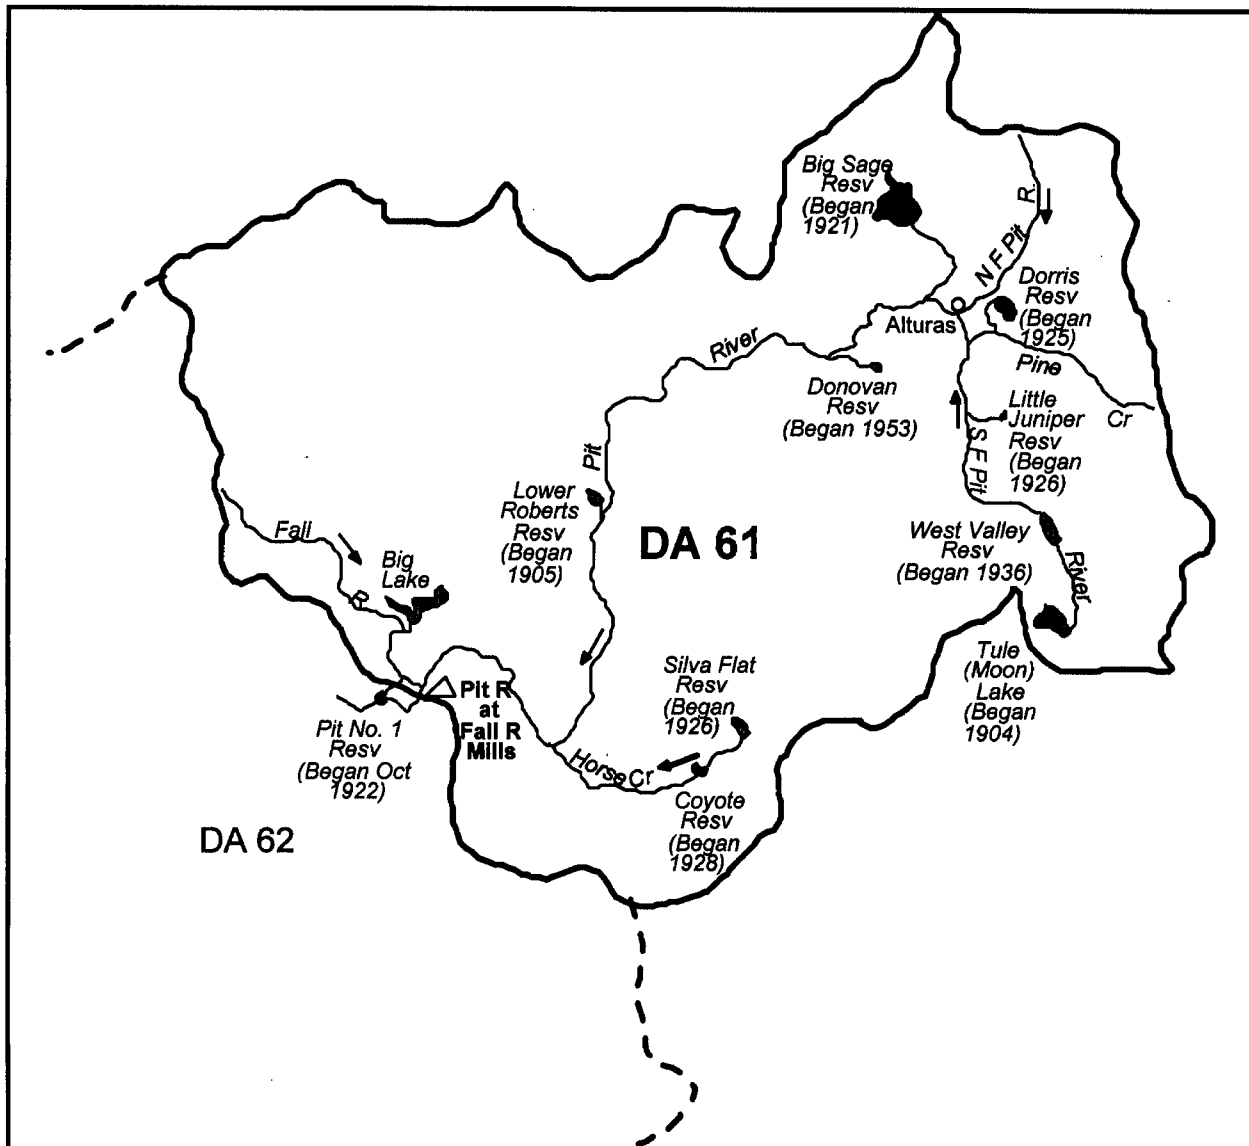 Big Sage
Resv
(Began
1921)
R.
N F Pit
Dorris
Resv
(Began
1925)
Alturas
Pine
Cr
River
Donovan
Resv
(Began 1953)
Little
Juniper
Resv
(Began
1926)
S F Pit
Pit
Lower
Roberts
Resv
(Began
1905)
DA 61
West Valley
Resv
(Began 1936)
River
Fall
R
Big
Lake
Tule
(Moon)
Lake
(Began
1904)
Silva Flat
Resv
(Began
1926)
Pit R
at
Fall R
Mills
Pit No. 1
Resv
(Began Oct
1922)
Horse Cr
Coyote
Resv
(Began
1928)
DA 62